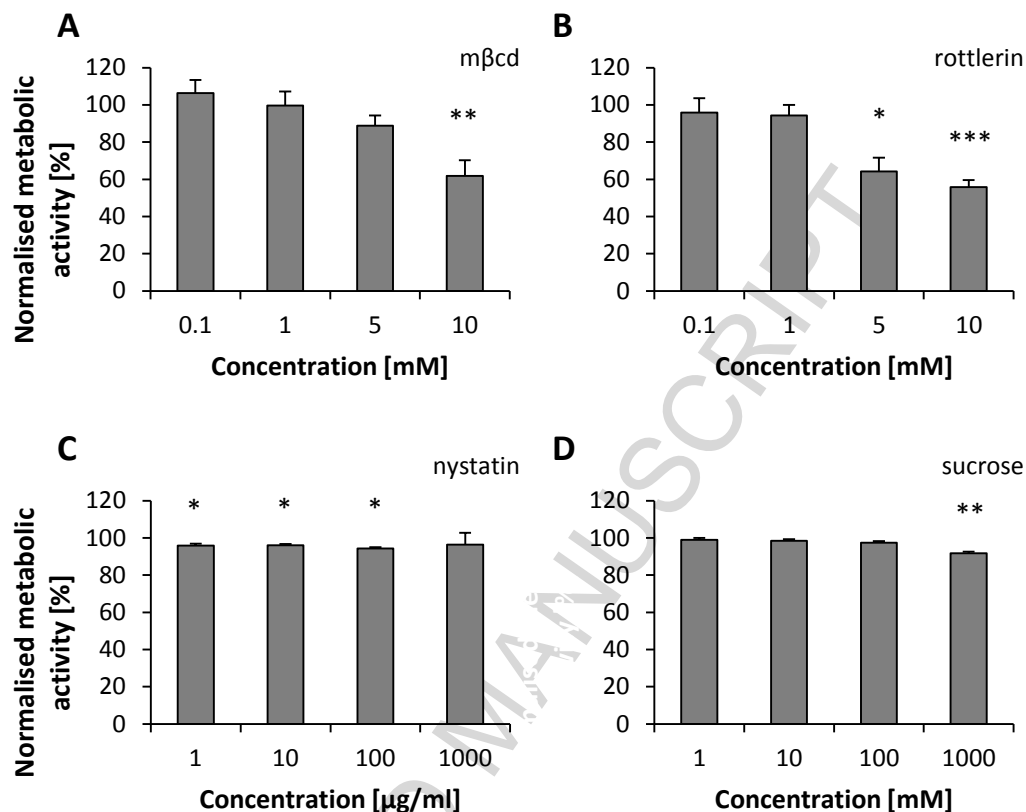 A
mβcd
Normalised metabolic
activity [%]
120
100
80
60
40
20
0
**
0.1 1 5 10
Concentration [mM]
B
rottlerin
120
100
80
60
40
20
0
*
***
0.1 1 5 10
Concentration [mM]
C
nystatin
Normalised metabolic
activity [%]
120
100
80
60
40
20
0
* * *
1 10 100 1000
Concentration [µg/ml]
D
sucrose
120
100
80
60
40
20
0
**
1 10 100 1000
Concentration [mM]
MANUSCRIPT